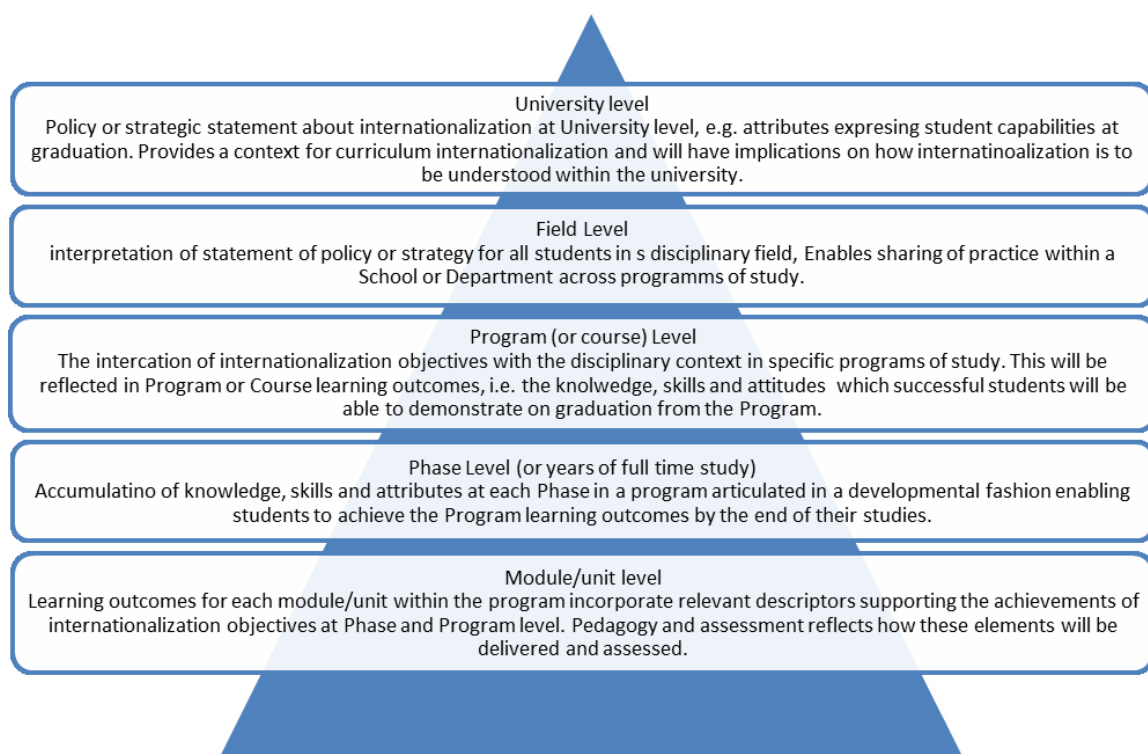 University level
Policy or strategic statement about internationalization at University level, e.g. attributes expresing student capabilities at
graduation. Provides a context for curriculum internationalization and will have implications on how internatinoalization is to
be understood within the university.
Field Level
interpretation of statement of policy or strategy for all students in s disciplinary field, Enables sharing of practice within a
School or Department across programms of study.
Program (or course) Level
The intercation of internationalization objectives with the disciplinary context in specific programs of study. This will be
reflected in Program or Course learning outcomes, i.e. the knolwedge, skills and attitudes which successful students will be
able to demonstrate on graduation from the Program.
Phase Level (or years of full time study)
Accumulatino of knowledge, skills and attributes at each Phase in a program articulated in a developmental fashion enabling
students to achieve the Program learning outcomes by the end of their studies.
Module/unit level
Learning outcomes for each module/unit within the program incorporate relevant descriptors supporting the achievements of
internationalization objectives at Phase and Program level. Pedagogy and assessment reflects how these elements will be
delivered and assessed.